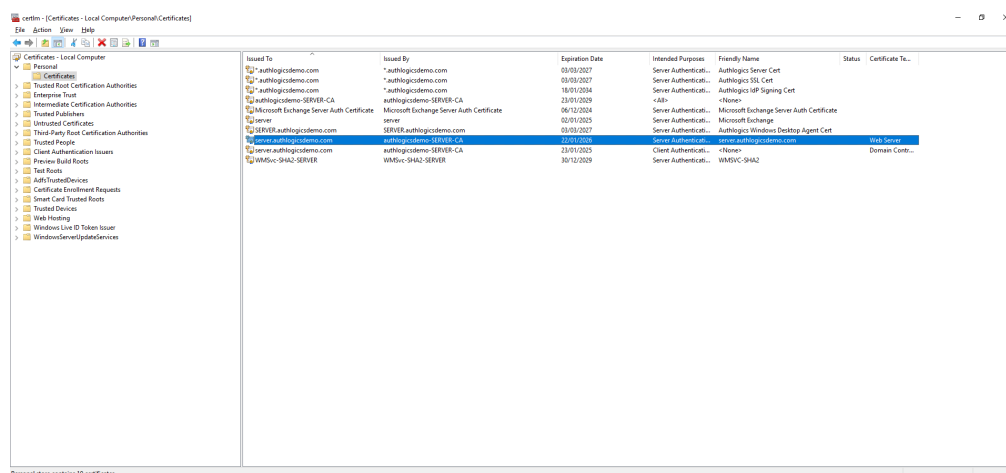 certlm - [Certificates - Local Computer\Personal\Certificates]
File Action View Help
Certificates - Local Computer
Personal
Certificates
Trusted Root Certification Authorities
Enterprise Trust
Intermediate Certification Authorities
Trusted Publishers
Untrusted Certificates
Third-Party Root Certification Authorities
Trusted People
Client Authentication Issuers
Preview Build Roots
Test Roots
AdfsTrustedDevices
Certificate Enrollment Requests
Smart Card Trusted Roots
Trusted Devices
Web Hosting
Windows Live ID Token Issuer
WindowsServerUpdateServices
Issued To Issued By Expiration Date Intended Purposes Friendly Name Status Certificate Te...
*.authlogicsdemo.com *.authlogicsdemo.com 03/03/2027 Server Authenticati... Authlogics Server Cert
*.authlogicsdemo.com *.authlogicsdemo.com 03/03/2027 Server Authenticati... Authlogics SSL Cert
*.authlogicsdemo.com *.authlogicsdemo.com 18/01/2034 Server Authenticati... Authlogics IdP Signing Cert
authlogicsdemo-SERVER-CA authlogicsdemo-SERVER-CA 23/01/2029 <All> <None>
Microsoft Exchange Server Auth Certificate Microsoft Exchange Server Auth Certificate 06/12/2024 Server Authenticati... Microsoft Exchange Server Auth Certificate
server server 02/01/2025 Server Authenticati... Microsoft Exchange
SERVER.authlogicsdemo.com SERVER.authlogicsdemo.com 03/03/2027 Server Authenticati... Authlogics Windows Desktop Agent Cert
server.authlogicsdemo.com authlogicsdemo-SERVER-CA 22/01/2026 Server Authenticati... server.authlogicsdemo.com Web Server
server.authlogicsdemo.com authlogicsdemo-SERVER-CA 23/01/2025 Client Authenticati... <None> Domain Contr...
WMSvc-SHA2-SERVER WMSvc-SHA2-SERVER 30/12/2029 Server Authenticati... WMSVC-SHA2